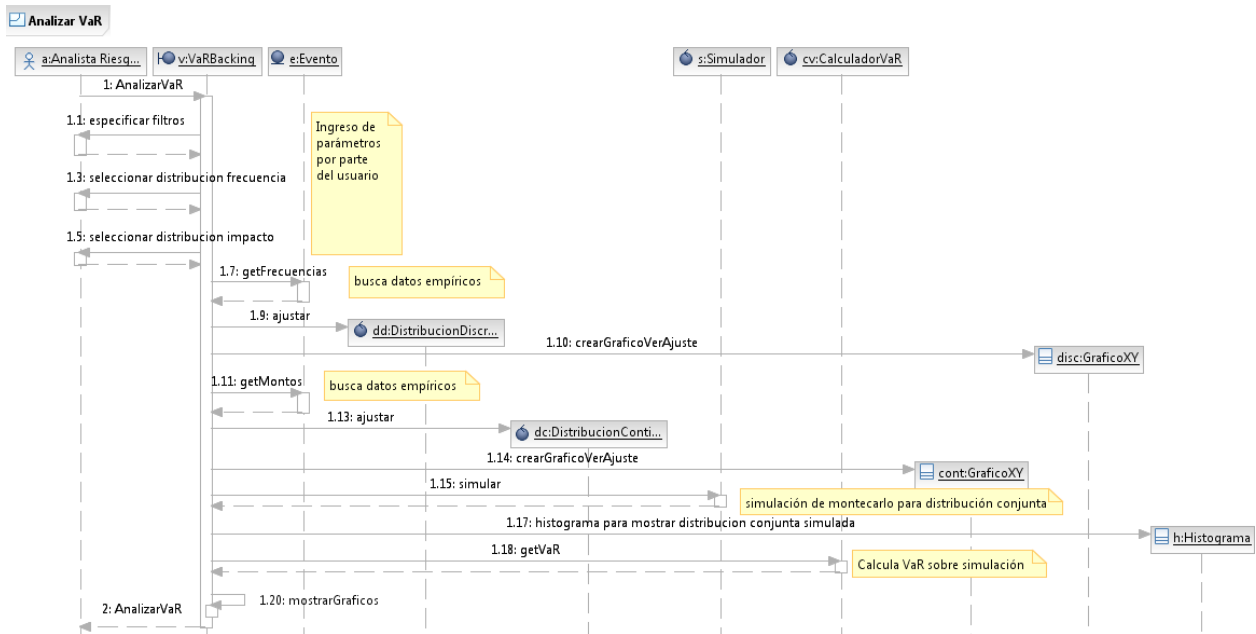 Analizar VaR
a:Analista Riesg...
v:VaRBacking
e:Evento
s:Simulador
cv:CalculadorVaR
1: AnalizarVaR
1.1: especificar filtros
Ingreso de
parámetros
por parte
del usuario
1.3: seleccionar distribucion frecuencia
1.5: seleccionar distribucion impacto
1.7: getFrecuencias
busca datos empíricos
1.9: ajustar
dd:DistribucionDiscr...
1.10: crearGraficoVerAjuste
disc:GraficoXY
1.11: getMontos
busca datos empíricos
1.13: ajustar
dc:DistribucionConti...
1.14: crearGraficoVerAjuste
cont:GraficoXY
1.15: simular
simulación de montecarlo para distribución conjunta
1.17: histograma para mostrar distribucion conjunta simulada
h:Histograma
1.18: getVaR
Calcula VaR sobre simulación
1.20: mostrarGraficos
2: AnalizarVaR